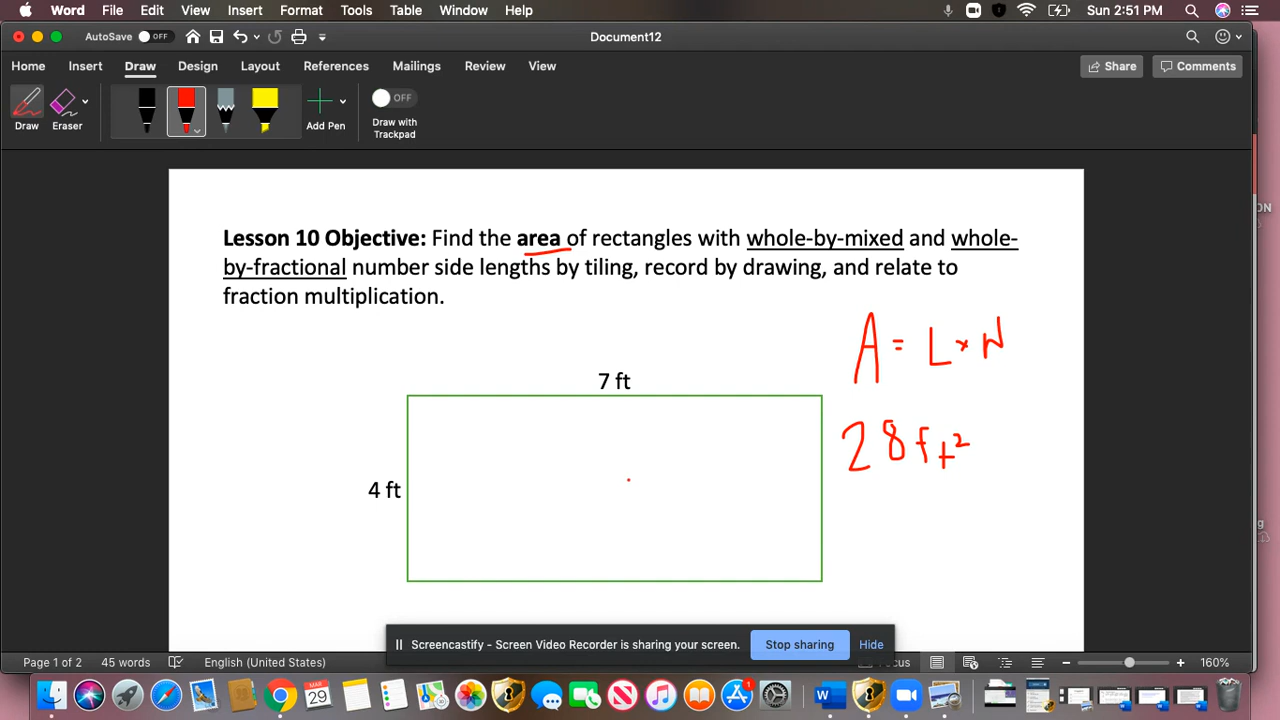 Word File Edit View Insert Format Tools Table Window Help Sun 2:51 PM
AutoSave OFF Document12
Home Insert Draw Design Layout References Mailings Review View Share Comments
Draw Eraser Add Pen OFF Draw with Trackpad
Lesson 10 Objective: Find the area of rectangles with whole-by-mixed and whole-
by-fractional number side lengths by tiling, record by drawing, and relate to
fraction multiplication.
A = L × W
7 ft
28 ft²
4 ft
Screencastify - Screen Video Recorder is sharing your screen. Stop sharing Hide
Page 1 of 2 45 words English (United States) 160%
MAR 29
1